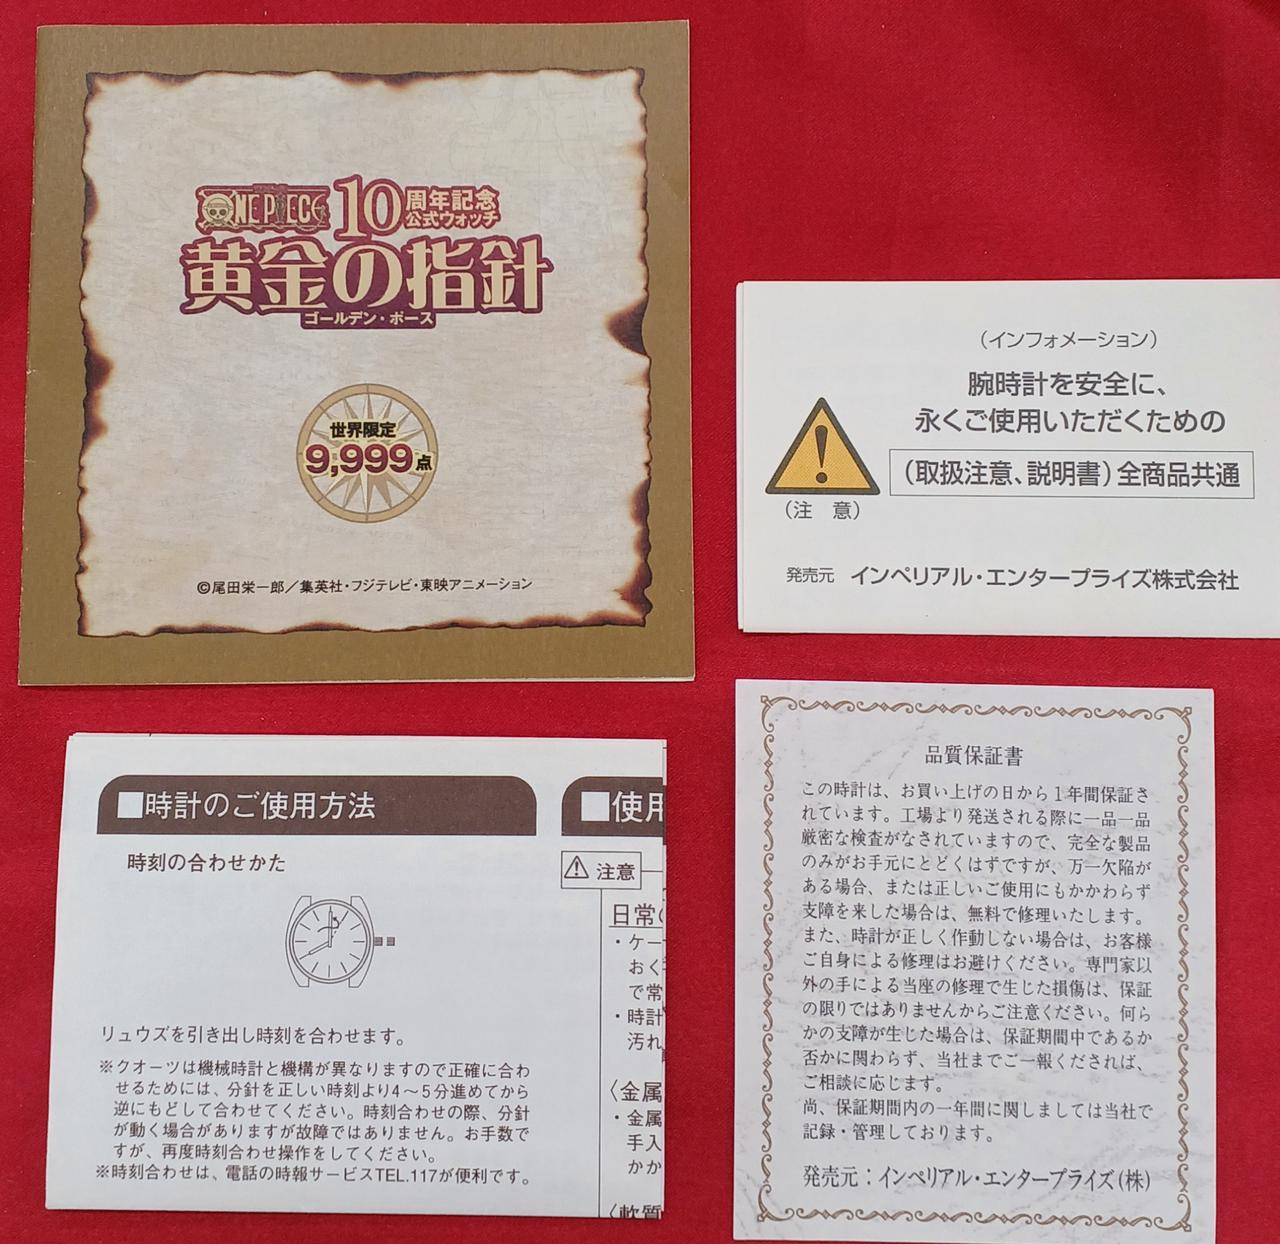 ONE PIECE 10周年記念
公式ウォッチ
黄金の指針
ゴールデン・ポース
世界限定
9,999点
©尾田栄一郎／集英社・フジテレビ・東映アニメーション
（インフォメーション）
腕時計を安全に、
永くご使用いただくための
（取扱注意、説明書）全商品共通
（注 意）
発売元 インペリアル・エンタープライズ株式会社
■時計のご使用方法
時刻の合わせかた
リュウズを引き出し時刻を合わせます。
※クオーツは機械時計と機構が異なりますので正確に合わ
せるためには、分針を正しい時刻より4～5分進めてから
逆にもどして合わせてください。時刻合わせの際、分針
が動く場合がありますが故障ではありません。お手数で
すが、再度時刻合わせ操作をしてください。
※時刻合わせは、電話の時報サービスTEL.117が便利です。
■使用
注意
日常
・ケー
おく
で常
・時計
汚れ
〈金属
・金属
手入
かか
〈軟質
品質保証書
この時計は、お買い上げの日から1年間保証さ
れています。工場より発送される際に一品一品
厳密な検査がなされていますので、完全な製品
のみがお手元にとどくはずですが、万一欠陥が
ある場合、または正しいご使用にもかかわらず
支障を来した場合は、無料で修理いたします。
また、時計が正しく作動しない場合は、お客様
ご自身による修理はお避けください。専門家以
外の手による当座の修理で生じた損傷は、保証
の限りではありませんからご注意ください。何ら
かの支障が生じた場合は、保証期間中であるか
否かに関わらず、当社までご一報くだされば、
ご相談に応じます。
尚、保証期間内の一年間に関しましては当社で
記録・管理しております。
発売元：インペリアル・エンタープライズ（株）